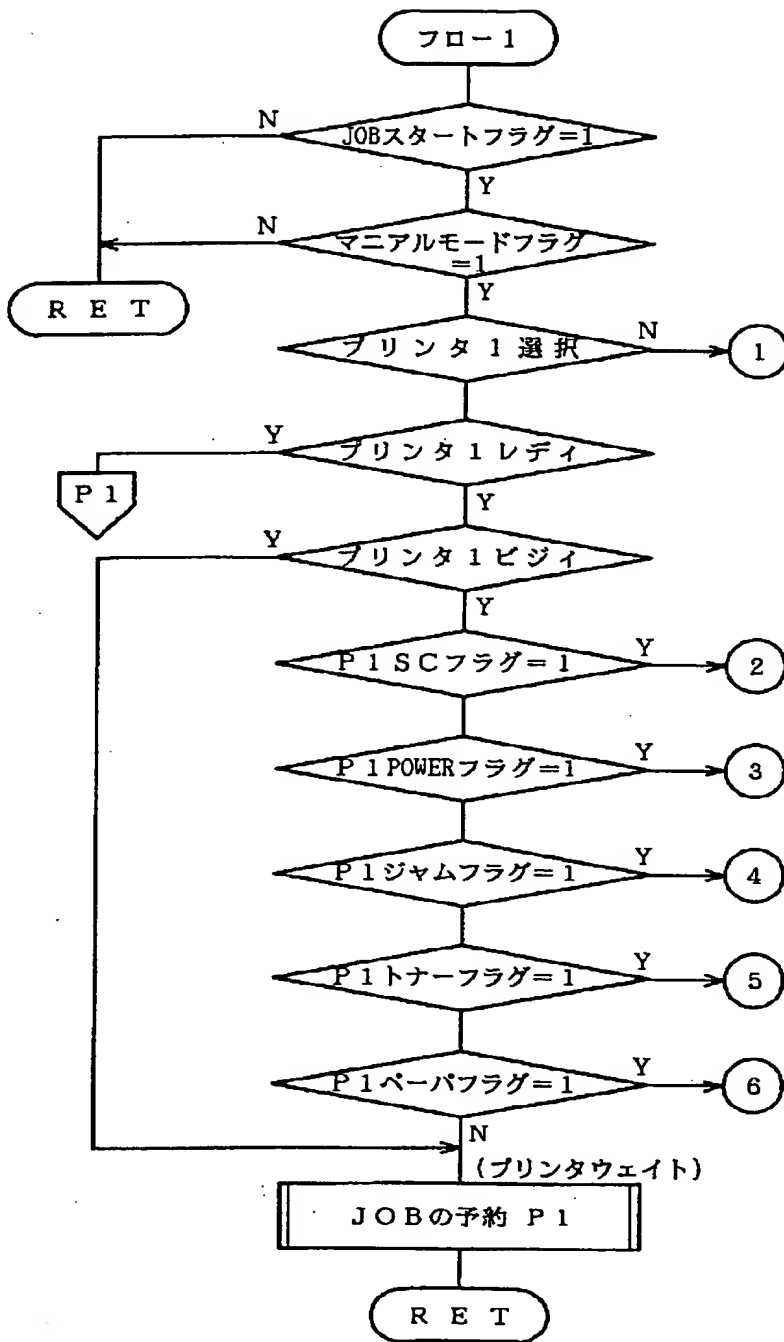 フロー1
N
JOBスタートフラグ=1
Y
N
マニアルモードフラグ
=1
Y
R E T
プリンタ1選択
N
1
Y
プリンタ1レディ
P1
Y
Y
プリンタ1ビジィ
Y
P1SCフラグ=1
Y
2
P1POWERフラグ=1
Y
3
P1ジャムフラグ=1
Y
4
P1トナーフラグ=1
Y
5
P1ペーパフラグ=1
Y
6
N
(プリンタウェイト)
JOBの予約 P1
R E T